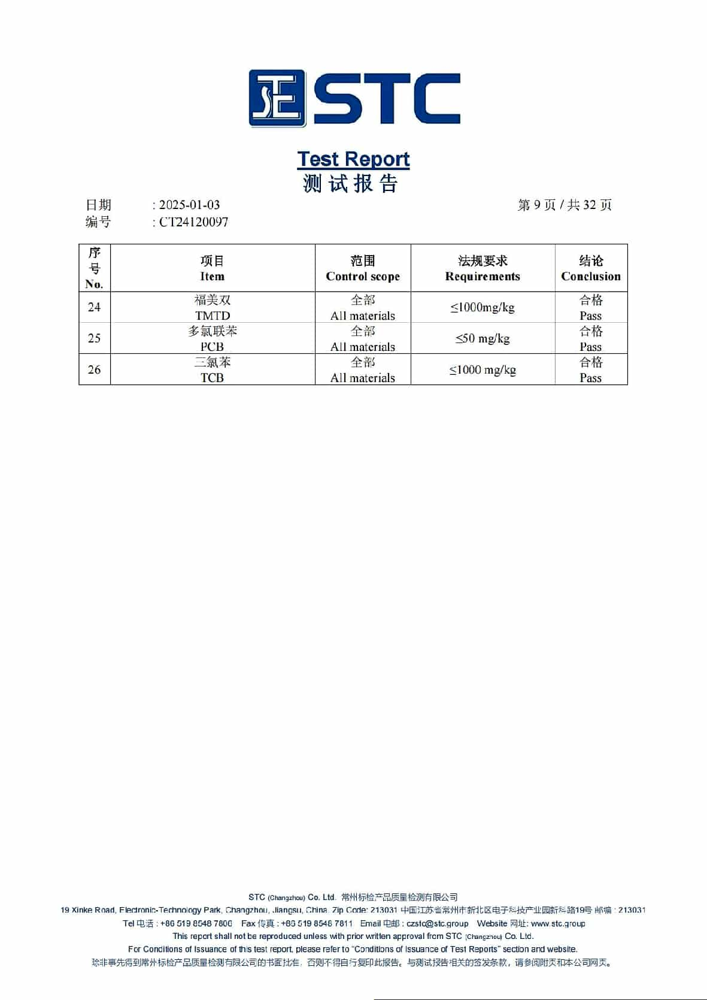 STC
Test Report
测试报告
日期 : 2025-01-03 第 9 页 / 共 32 页
编号 : CT24120097
序号 No. 项目 Item 范围 Control scope 法规要求 Requirements 结论 Conclusion
24 福美双 TMTD 全部 All materials ≤1000mg/kg 合格 Pass
25 多氯联苯 PCB 全部 All materials ≤50 mg/kg 合格 Pass
26 三氯苯 TCB 全部 All materials ≤1000 mg/kg 合格 Pass
STC (Changzhou) Co. Ltd. 常州标检产品质量检测有限公司
19 Xinke Road, Electronic-Technology Park, Changzhou, Jiangsu, China. Zip Code: 213031 中国江苏省常州市新北区电子科技产业园新科路19号 邮编 : 213031
Tel 电话 : +86 519 8548 7806 Fax 传真 : +86 519 8548 7811 Email 电邮 : czstc@stc.group Website 网址: www.stc.group
This report shall not be reproduced unless with prior written approval from STC (Changzhou) Co. Ltd.
For Conditions of Issuance of this test report, please refer to “Conditions of Issuance of Test Reports” section and website.
除非事先得到常州标检产品质量检测有限公司的书面批准，否则不得自行复印此报告。与测试报告相关的签发条款，请参阅附页和本公司网页。